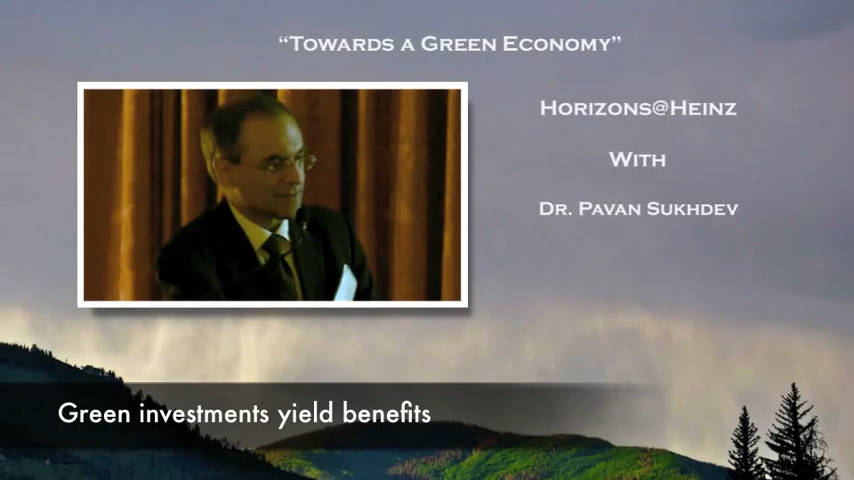 “Towards a Green Economy”
Horizons@Heinz
With
Dr. Pavan Sukhdev
Green investments yield benefits